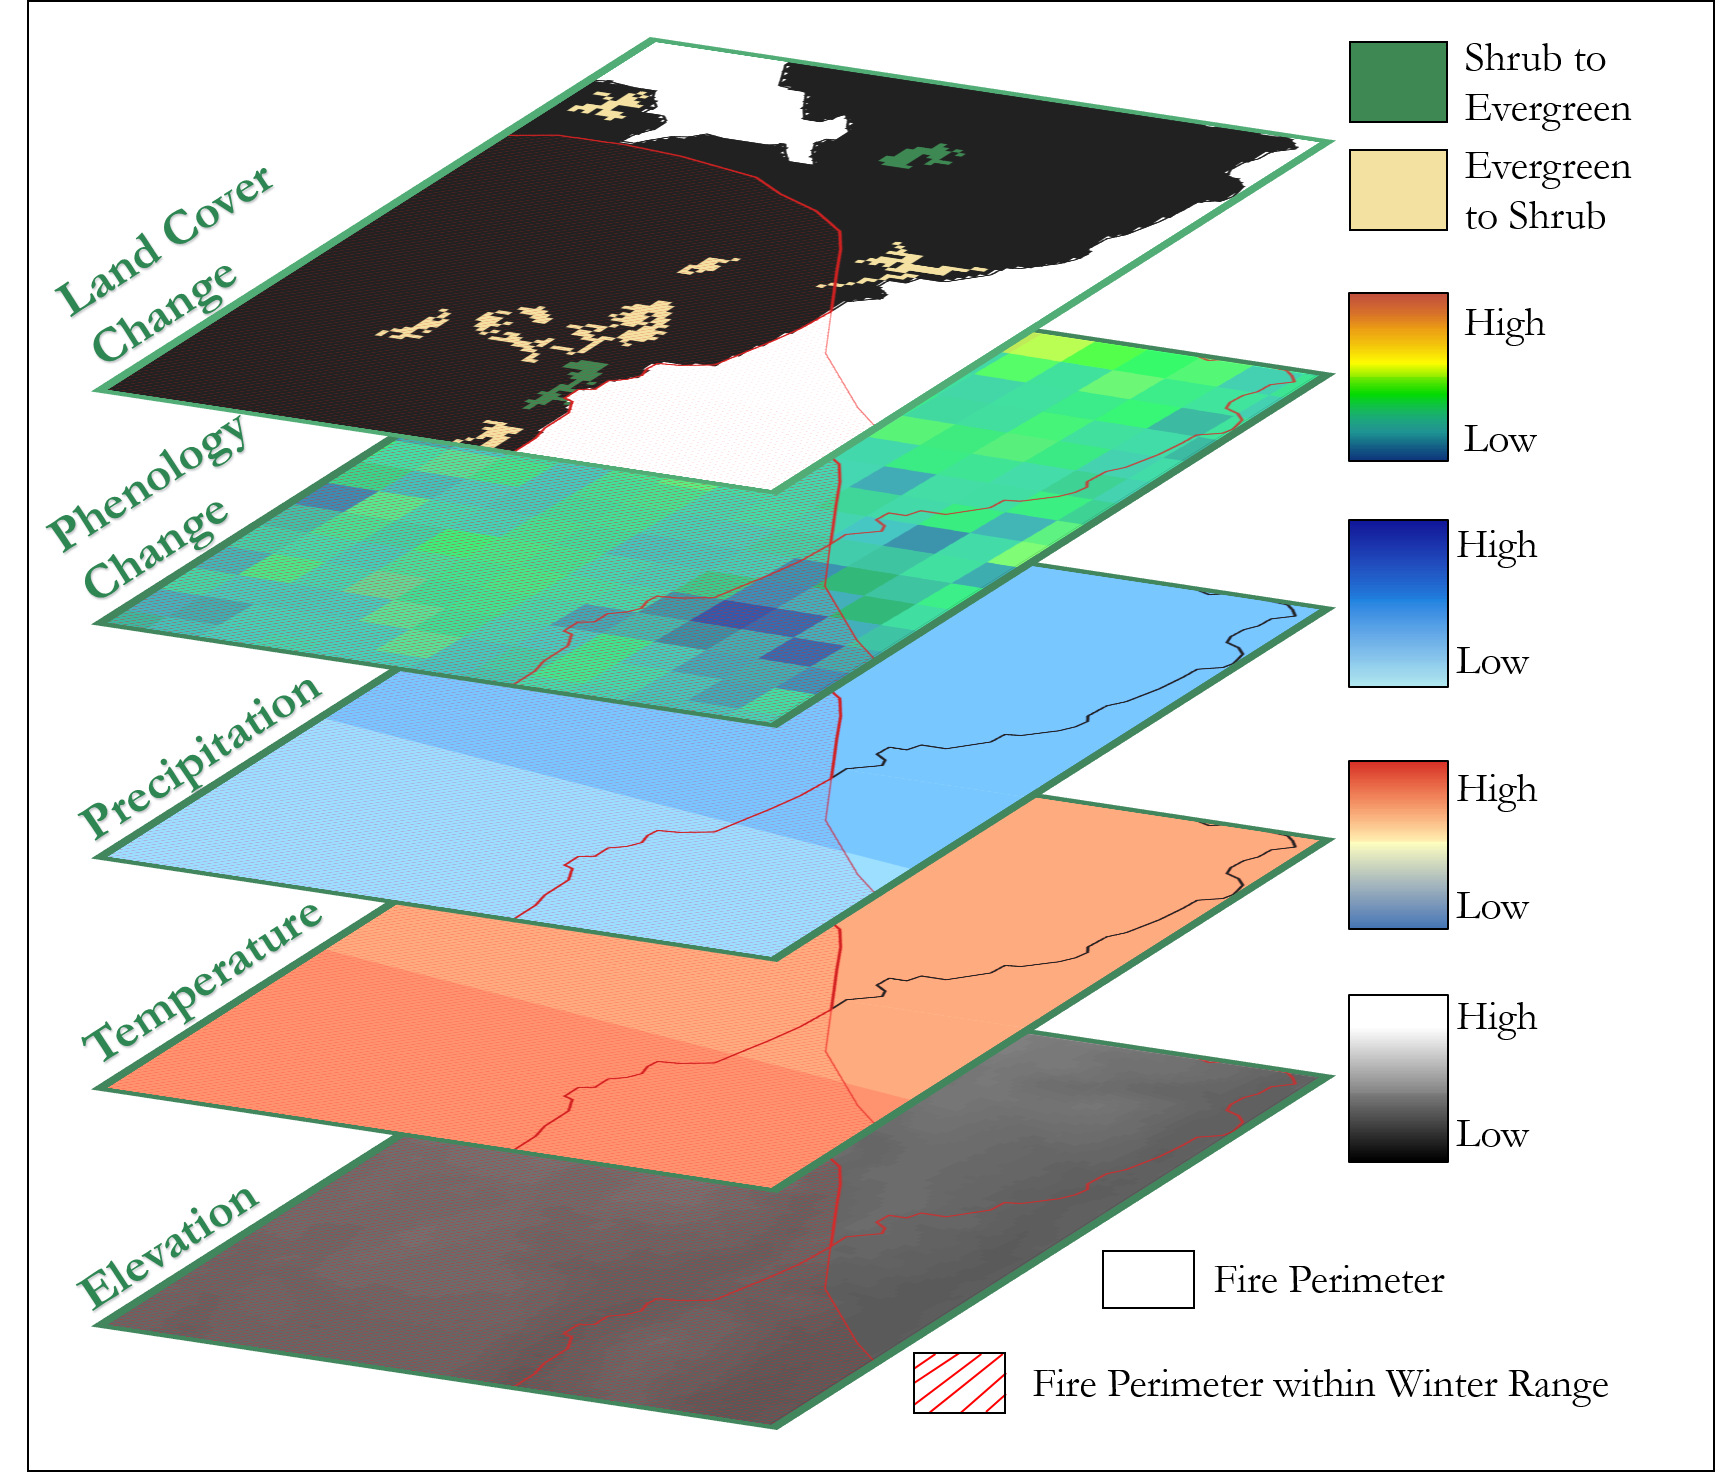 Shrub to
Evergreen
Evergreen
to Shrub
Land Cover
Change
High
Low
Phenology
Change
High
Low
Precipitation
High
Low
Temperature
High
Low
Elevation
Fire Perimeter
Fire Perimeter within Winter Range